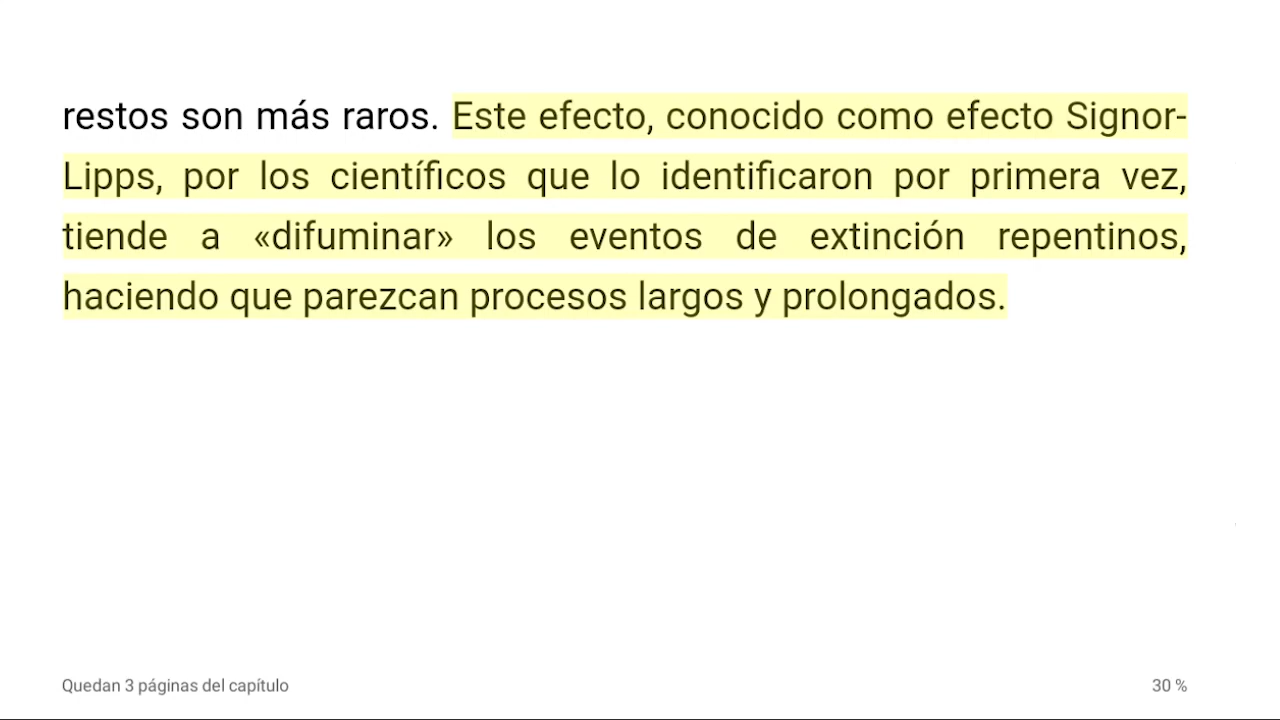 restos son más raros. Este efecto, conocido como efecto Signor-
Lipps, por los científicos que lo identificaron por primera vez,
tiende a «difuminar» los eventos de extinción repentinos,
haciendo que parezcan procesos largos y prolongados.
Quedan 3 páginas del capítulo
30 %